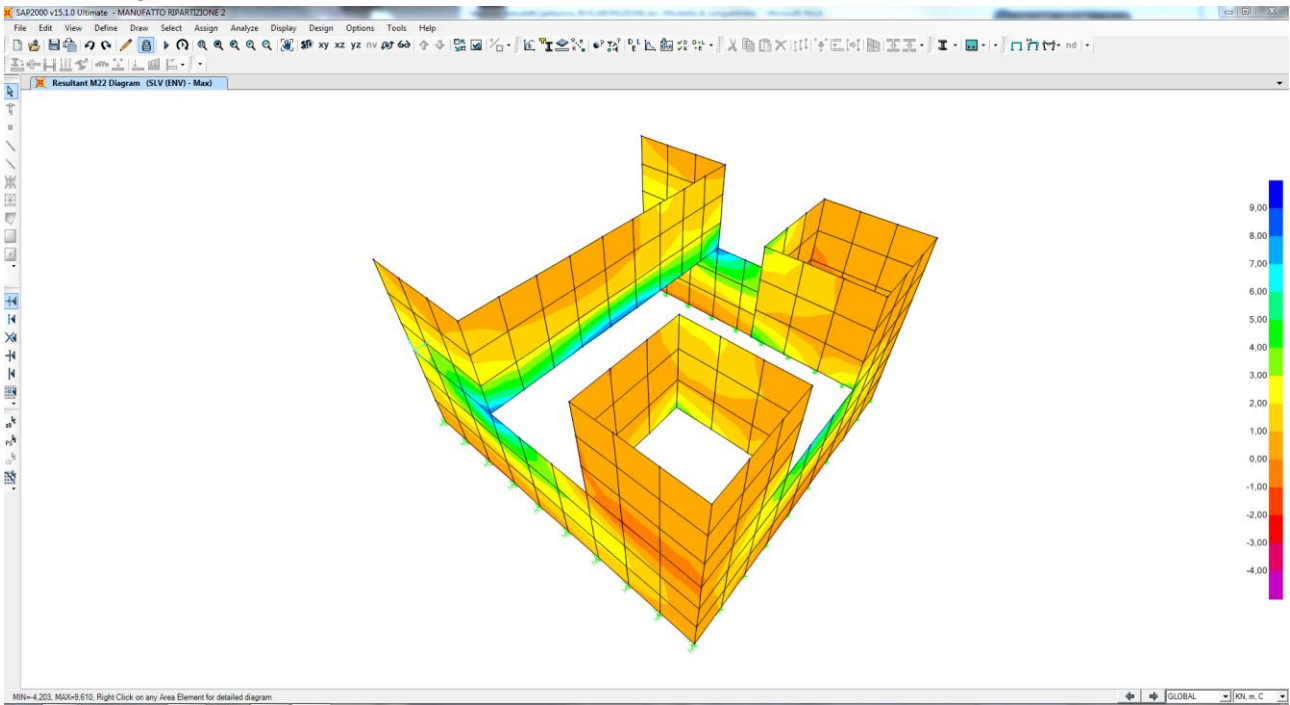 SAP2000 v15.1.0 Ultimate - MANUFATTO RIPARTIZIONE 2
File Edit View Define Draw Select Assign Analyze Display Design Options Tools Help
xy xz yz nv nd
Resultant M22 Diagram (SLV (ENV) - Max)
9,00
8,00
7,00
6,00
5,00
4,00
3,00
2,00
1,00
0,00
-1,00
-2,00
-3,00
-4,00
MIN=-4,203, MAX=9,610, Right Click on any Area Element for detailed diagram
GLOBAL
KN, m, C